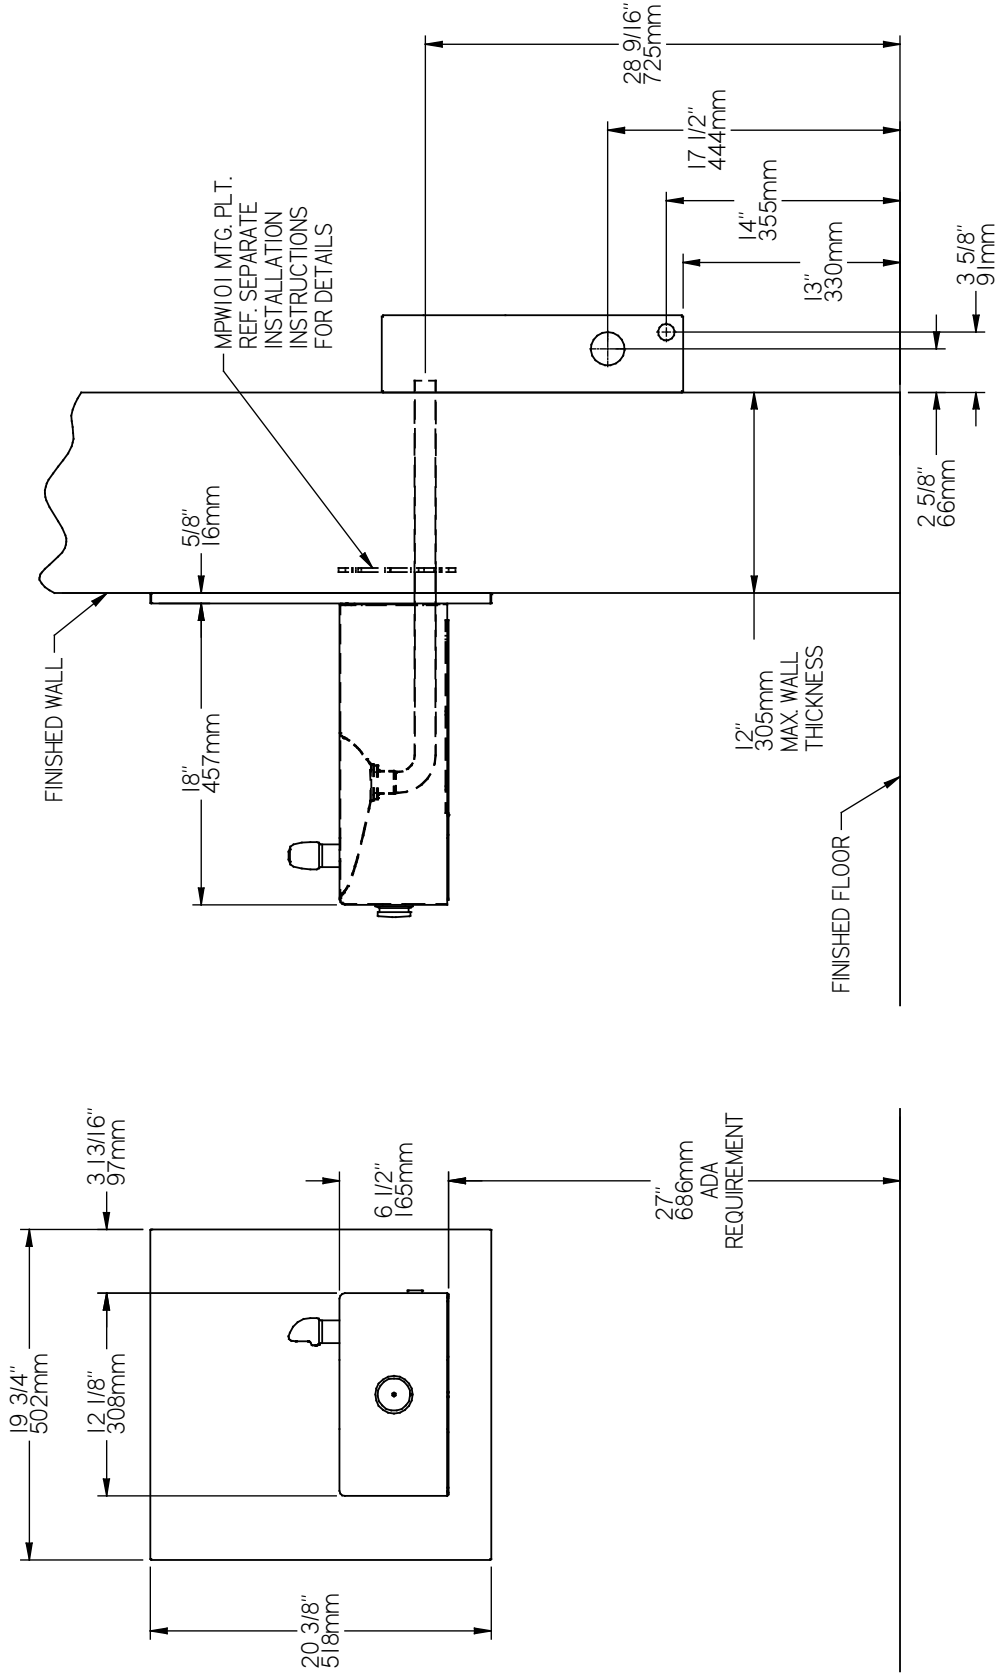 19 3/4"
502mm
12 1/8"
308mm
3 13/16"
97mm
20 3/8"
518mm
6 1/2"
165mm
27"
686mm
ADA
REQUIREMENT
FINISHED WALL
18"
457mm
5/8"
16mm
MPW101 MTG. PLT.
REF. SEPARATE
INSTALLATION
INSTRUCTIONS
FOR DETAILS
12"
305mm
MAX. WALL
THICKNESS
FINISHED FLOOR
28 9/16"
725mm
17 1/2"
444mm
14"
355mm
13"
330mm
2 5/8"
66mm
3 5/8"
91mm